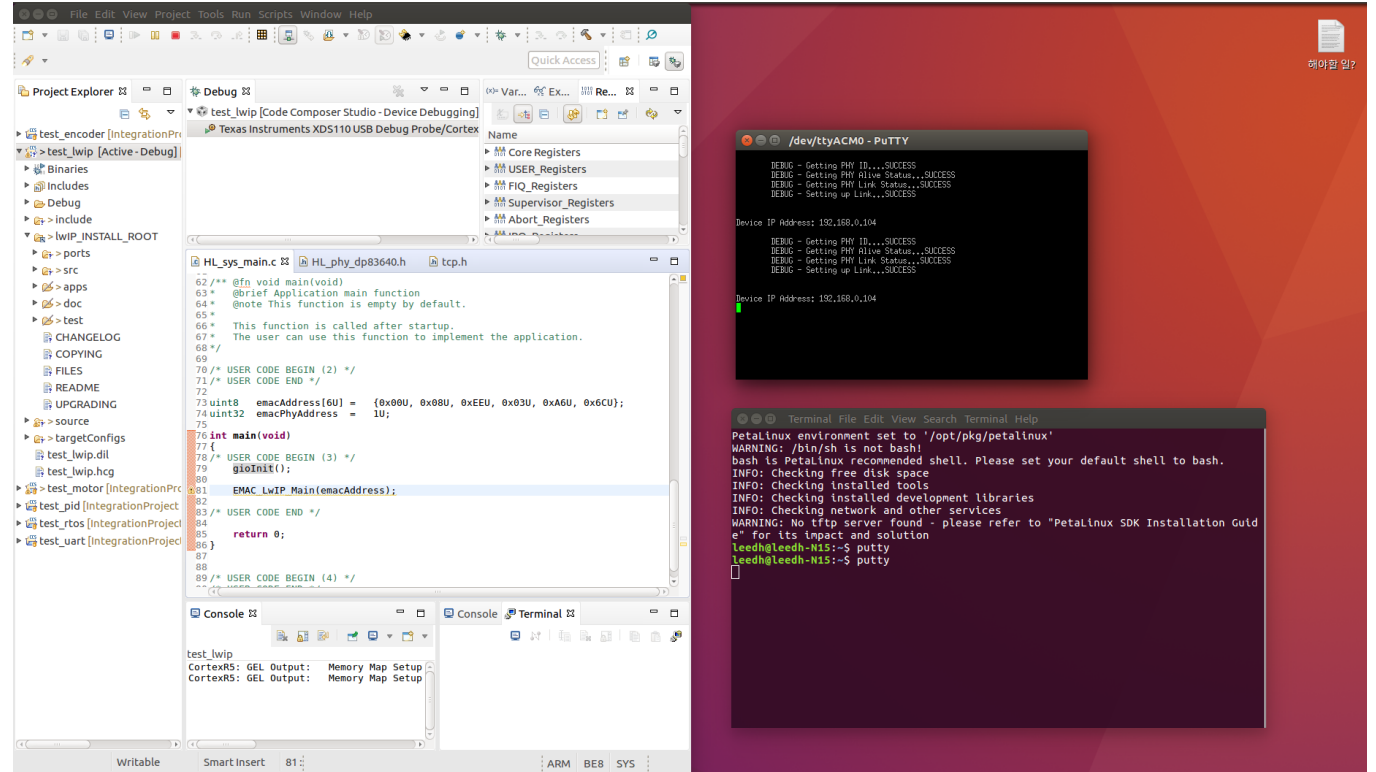 File Edit View Project Tools Run Scripts Window Help
Quick Access
Project Explorer
test_encoder [IntegrationPr
> test_lwip [Active - Debug]
Binaries
Includes
Debug
> include
> lwIP_INSTALL_ROOT
> ports
> src
> apps
> doc
> test
CHANGELOG
COPYING
FILES
README
UPGRADING
> source
> targetConfigs
test_lwip.dil
test_lwip.hcg
> test_motor [IntegrationPrc
test_pid [IntegrationProject
test_rtos [IntegrationProjec
test_uart [IntegrationProjec
Debug
test_lwip [Code Composer Studio - Device Debugging]
Texas Instruments XDS110 USB Debug Probe/Cortex
(x)= Var... Ex... Re...
Name
Core Registers
USER_Registers
FIQ_Registers
Supervisor_Registers
Abort_Registers
HL_sys_main.c HL_phy_dp83640.h tcp.h
62 /** @fn void main(void)
63 * @brief Application main function
64 * @note This function is empty by default.
65 *
66 * This function is called after startup.
67 * The user can use this function to implement the application.
68 */
69
70 /* USER CODE BEGIN (2) */
71 /* USER CODE END */
72
73 uint8 emacAddress[6U] = {0x00U, 0x08U, 0xEEU, 0x03U, 0xA6U, 0x6CU};
74 uint32 emacPhyAddress = 1U;
75
76 int main(void)
77 {
78 /* USER CODE BEGIN (3) */
79 gioInit();
80
81 EMAC_LwIP_Main(emacAddress);
82
83 /* USER CODE END */
84
85 return 0;
86 }
87
88
89 /* USER CODE BEGIN (4) */
Console
test_lwip
CortexR5: GEL Output: Memory Map Setup
CortexR5: GEL Output: Memory Map Setup
Console Terminal
Writable Smart Insert 81 : ARM BE8 SYS
해야할 일?
/dev/ttyACM0 - PuTTY
DEBUG - Getting PHY ID....SUCCESS
DEBUG - Getting PHY Alive Status...SUCCESS
DEBUG - Getting PHY Link Status...SUCCESS
DEBUG - Setting up Link...SUCCESS
Device IP Address: 192.168.0.104
DEBUG - Getting PHY ID....SUCCESS
DEBUG - Getting PHY Alive Status...SUCCESS
DEBUG - Getting PHY Link Status...SUCCESS
DEBUG - Setting up Link...SUCCESS
Device IP Address: 192.168.0.104
Terminal File Edit View Search Terminal Help
PetaLinux environment set to '/opt/pkg/petalinux'
WARNING: /bin/sh is not bash!
bash is PetaLinux recommended shell. Please set your default shell to bash.
INFO: Checking free disk space
INFO: Checking installed tools
INFO: Checking installed development libraries
INFO: Checking network and other services
WARNING: No tftp server found - please refer to "PetaLinux SDK Installation Guid
e" for its impact and solution
leedh@leedh-N15:~$ putty
leedh@leedh-N15:~$ putty